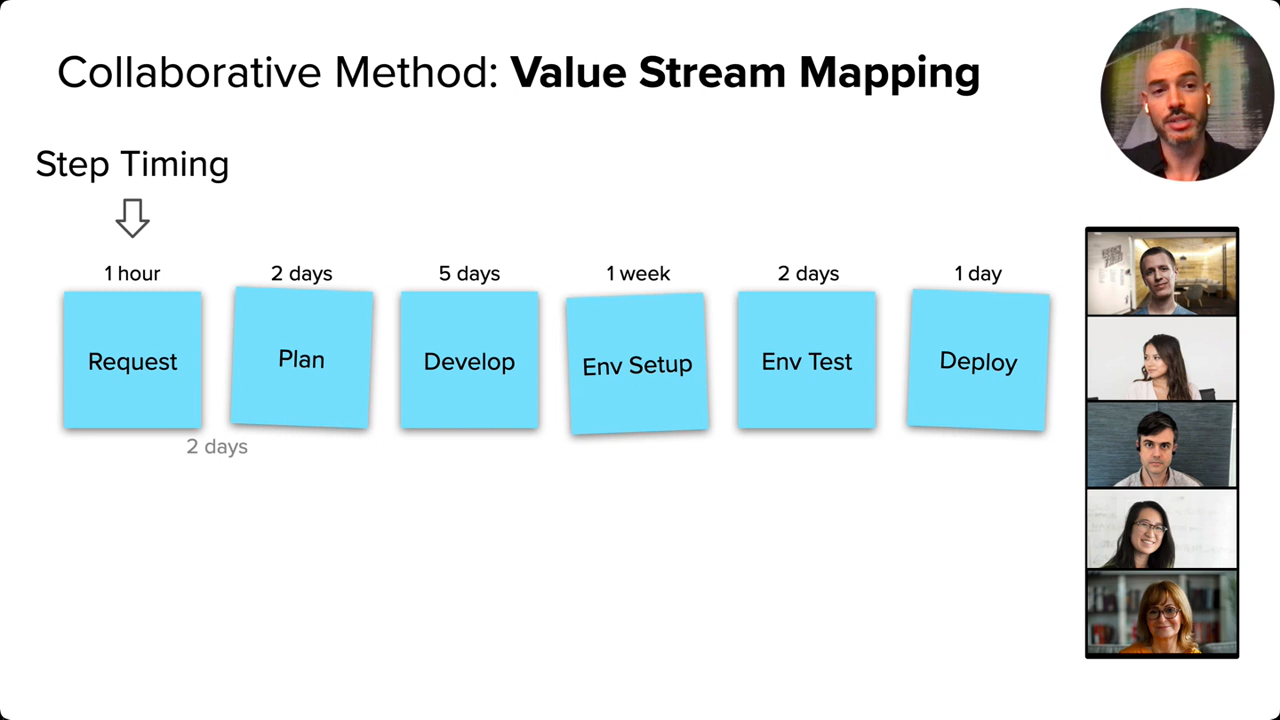 Collaborative Method: Value Stream Mapping
Step Timing
1 hour
2 days
5 days
1 week
2 days
1 day
Request
Plan
Develop
Env Setup
Env Test
Deploy
2 days